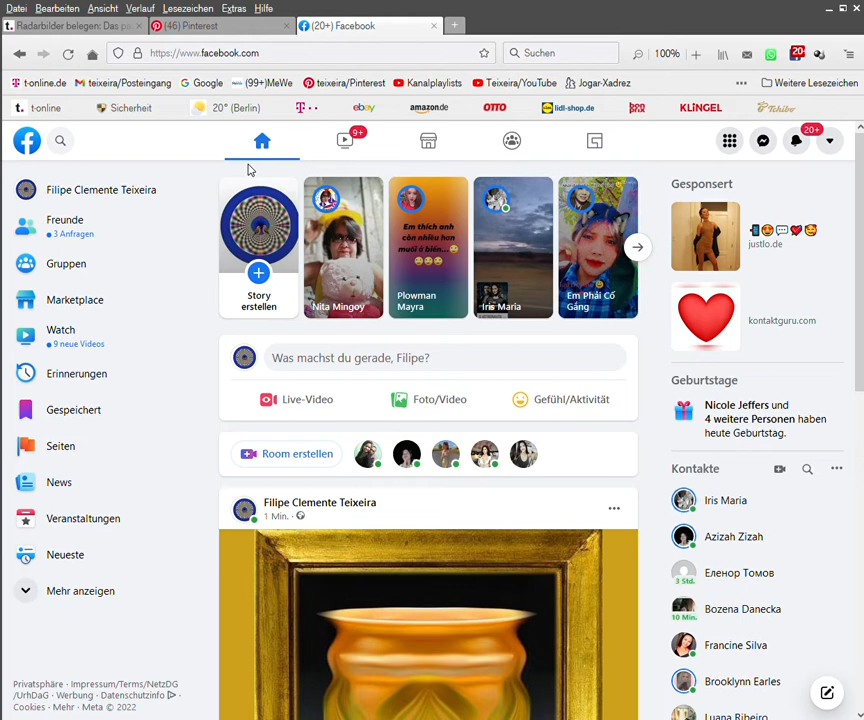 Datei Bearbeiten Ansicht Verlauf Lesezeichen Extras Hilfe
t. Radarbilder belegen: Das pa
(46) Pinterest
(20+) Facebook
https://www.facebook.com
Suchen
100%
20+
t-online.de
teixeira/Posteingang
Google
(99+)MeWe
teixeira/Pinterest
Kanalplaylists
Teixeira/YouTube
Jogar-Xadrez
Weitere Lesezeichen
t. t-online
Sicherheit
20° (Berlin)
T
ebay
amazon.de
OTTO
lidl-shop.de
bon prix
KLiNGEL
Tchibo
9+
20+
Filipe Clemente Teixeira
Freunde
3 Anfragen
Gruppen
Marketplace
Watch
9 neue Videos
Erinnerungen
Gespeichert
Seiten
News
Veranstaltungen
Neueste
Mehr anzeigen
Privatsphäre · Impressum/Terms/NetzDG
/UrhDaG · Werbung · Datenschutzinfo
Cookies · Mehr · Meta © 2022
Story
erstellen
Nita Mingoy
Em thích anh
còn nhiều hơn
muối ở biển...
Plowman
Mayra
Iris Maria
Em Phải Cố
Gắng
Was machst du gerade, Filipe?
Live-Video
Foto/Video
Gefühl/Aktivität
Room erstellen
Filipe Clemente Teixeira
1 Min. ·
Gesponsert
justlo.de
kontaktguru.com
Geburtstage
Nicole Jeffers und
4 weitere Personen haben
heute Geburtstag.
Kontakte
Iris Maria
Azizah Zizah
Еленор Томов
3 Std.
Bozena Danecka
10 Min.
Francine Silva
Brooklynn Earles
Luana Ribeiro